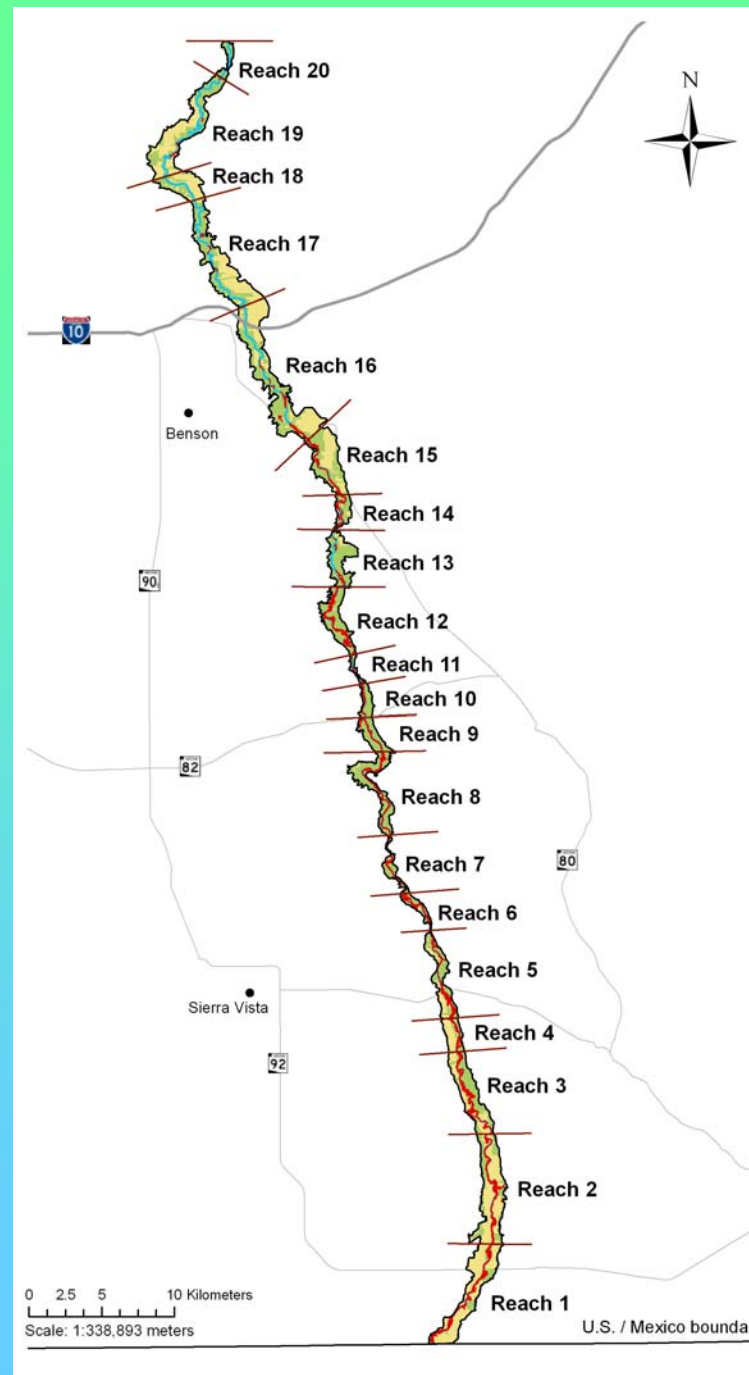 N
Reach 20
Reach 19
Reach 18
Reach 17
10
Reach 16
Benson
Reach 15
Reach 14
Reach 13
90
Reach 12
Reach 11
Reach 10
Reach 9
82
Reach 8
80
Reach 7
Reach 6
Reach 5
Sierra Vista
Reach 4
92
Reach 3
Reach 2
Reach 1
0 2.5 5 10 Kilometers
Scale: 1:338,893 meters
U.S. / Mexico bounda